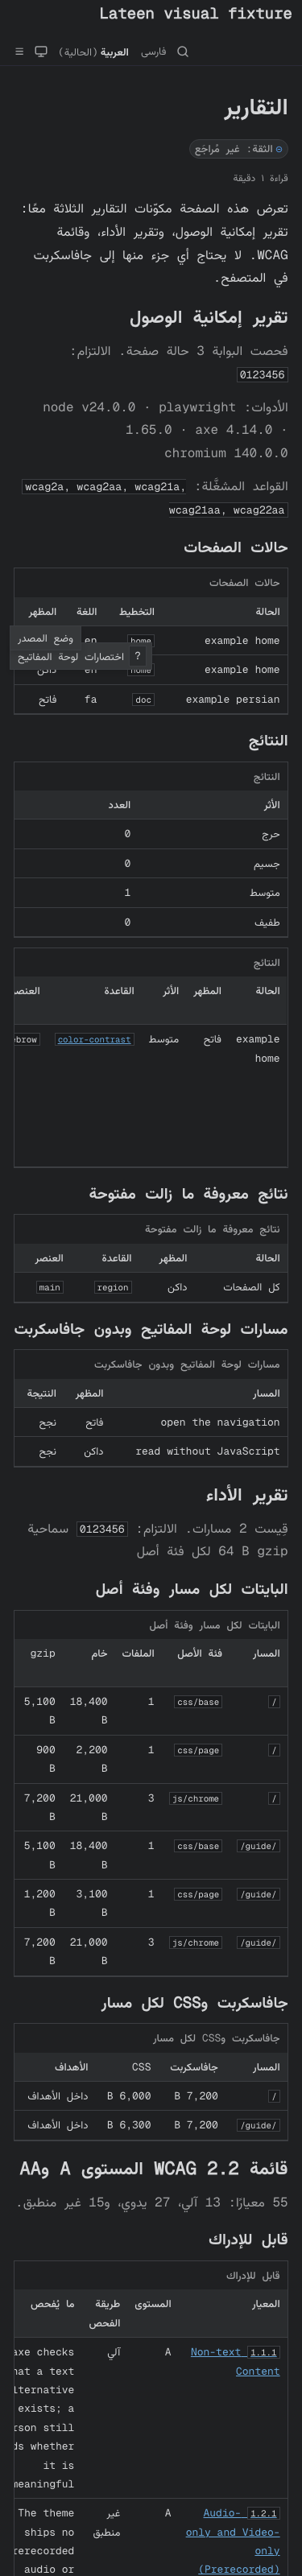 Lateen visual fixture
فارسی العربية (الحالية)
التقارير
الثقة: غير مُراجَع
قراءة ١ دقيقة
تعرض هذه الصفحة مكوّنات التقارير الثلاثة معًا:
تقرير إمكانية الوصول، وتقرير الأداء، وقائمة
WCAG. لا يحتاج أي جزء منها إلى جافاسكربت
في المتصفح.
تقرير إمكانية الوصول
فحصت البوابة 3 حالة صفحة. الالتزام:
0123456
الأدوات: node v24.0.0 · playwright
1.65.0 · axe 4.14.0 ·
chromium 140.0.0
القواعد المشغَّلة: wcag2a, wcag2aa, wcag21a,
wcag21aa, wcag22aa
حالات الصفحات
حالات الصفحات
الحالة التخطيط اللغة المظهر
example home home en
وضع المصدر
? اختصارات لوحة المفاتيح
example home home en داكن
example persian doc fa فاتح
النتائج
النتائج
الأثر العدد
حرج 0
جسيم 0
متوسط 1
طفيف 0
النتائج
الحالة المظهر الأثر القاعدة
example فاتح متوسط color-contrast
home
نتائج معروفة ما زالت مفتوحة
نتائج معروفة ما زالت مفتوحة
الحالة المظهر القاعدة العنصر
كل الصفحات داكن region main
مسارات لوحة المفاتيح وبدون جافاسكربت
مسارات لوحة المفاتيح وبدون جافاسكربت
المسار المظهر النتيجة
open the navigation فاتح نجح
read without JavaScript داكن نجح
تقرير الأداء
قِيست 2 مسارات. الالتزام: 0123456 سماحية
64 B gzip لكل فئة أصل
البايتات لكل مسار وفئة أصل
البايتات لكل مسار وفئة أصل
المسار فئة الأصل الملفات خام gzip
/ css/base 1 18,400 B 5,100 B
/ css/page 1 2,200 B 900 B
/ js/chrome 3 21,000 B 7,200 B
/guide/ css/base 1 18,400 B 5,100 B
/guide/ css/page 1 3,100 B 1,200 B
/guide/ js/chrome 3 21,000 B 7,200 B
جافاسكربت وCSS لكل مسار
جافاسكربت وCSS لكل مسار
المسار جافاسكربت CSS الأهداف
/ 7,200 B 6,000 B داخل الأهداف
/guide/ 7,200 B 6,300 B داخل الأهداف
قائمة WCAG 2.2 المستوى A وAA
55 معيارًا: 13 آلي، 27 يدوي، و15 غير منطبق.
قابل للإدراك
قابل للإدراك
المعيار المستوى طريقة الفحص ما يُفحص
1.1.1 Non-text Content A آلي axe checks
a text
exists; a
still
whether
it is
meaningful
1.2.1 Audio-only and Video-only (Prerecorded) A غير منطبق The theme
ships no
prerecorded
audio or